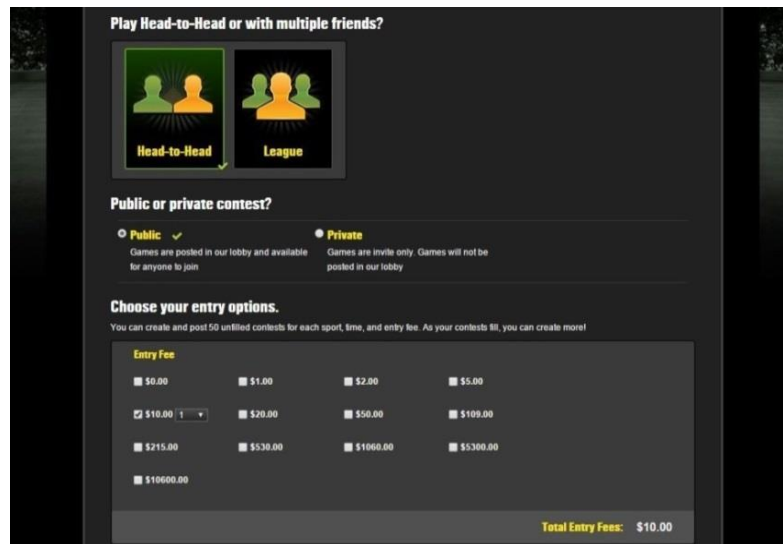 Play Head-to-Head or with multiple friends?
Head-to-Head League
Public or private contest?
Public Private
Games are posted in our lobby and available Games are invite only. Games will not be
for anyone to join posted in our lobby
Choose your entry options.
You can create and post 50 unfilled contests for each sport, time, and entry fee. As your contests fill, you can create more!
Entry Fee
$0.00 $1.00 $2.00 $5.00
$10.00 1 $20.00 $50.00 $109.00
$215.00 $530.00 $1060.00 $5300.00
$10600.00
Total Entry Fees: $10.00